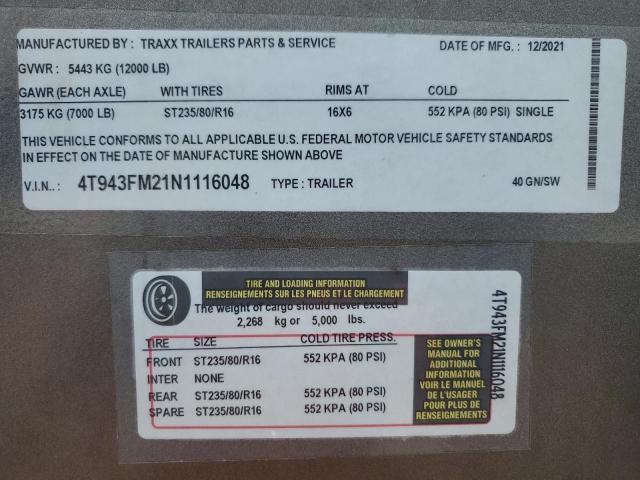 MANUFACTURED BY : TRAXX TRAILERS PARTS & SERVICE DATE OF MFG. : 12/2021
GVWR : 5443 KG (12000 LB)
GAWR (EACH AXLE) WITH TIRES RIMS AT COLD
3175 KG (7000 LB) ST235/80/R16 16X6 552 KPA (80 PSI) SINGLE
THIS VEHICLE CONFORMS TO ALL APPLICABLE U.S. FEDERAL MOTOR VEHICLE SAFETY STANDARDS
IN EFFECT ON THE DATE OF MANUFACTURE SHOWN ABOVE
V.I.N.. : 4T943FM21N1116048 TYPE : TRAILER 40 GN/SW
TIRE AND LOADING INFORMATION
RENSEIGNEMENTS SUR LES PNEUS ET LE CHARGEMENT
The weight of cargo should never exceed
2,268 kg or 5,000 lbs.
TIRE SIZE COLD TIRE PRESS.
FRONT ST235/80/R16 552 KPA (80 PSI)
INTER NONE
REAR ST235/80/R16 552 KPA (80 PSI)
SPARE ST235/80/R16 552 KPA (80 PSI)
SEE OWNER'S
MANUAL FOR
ADDITIONAL
INFORMATION
VOIR LE MANUEL
DE L'USAGER
POUR PLUS DE
RENSEIGNEMENTS
4T943FM21N1116048